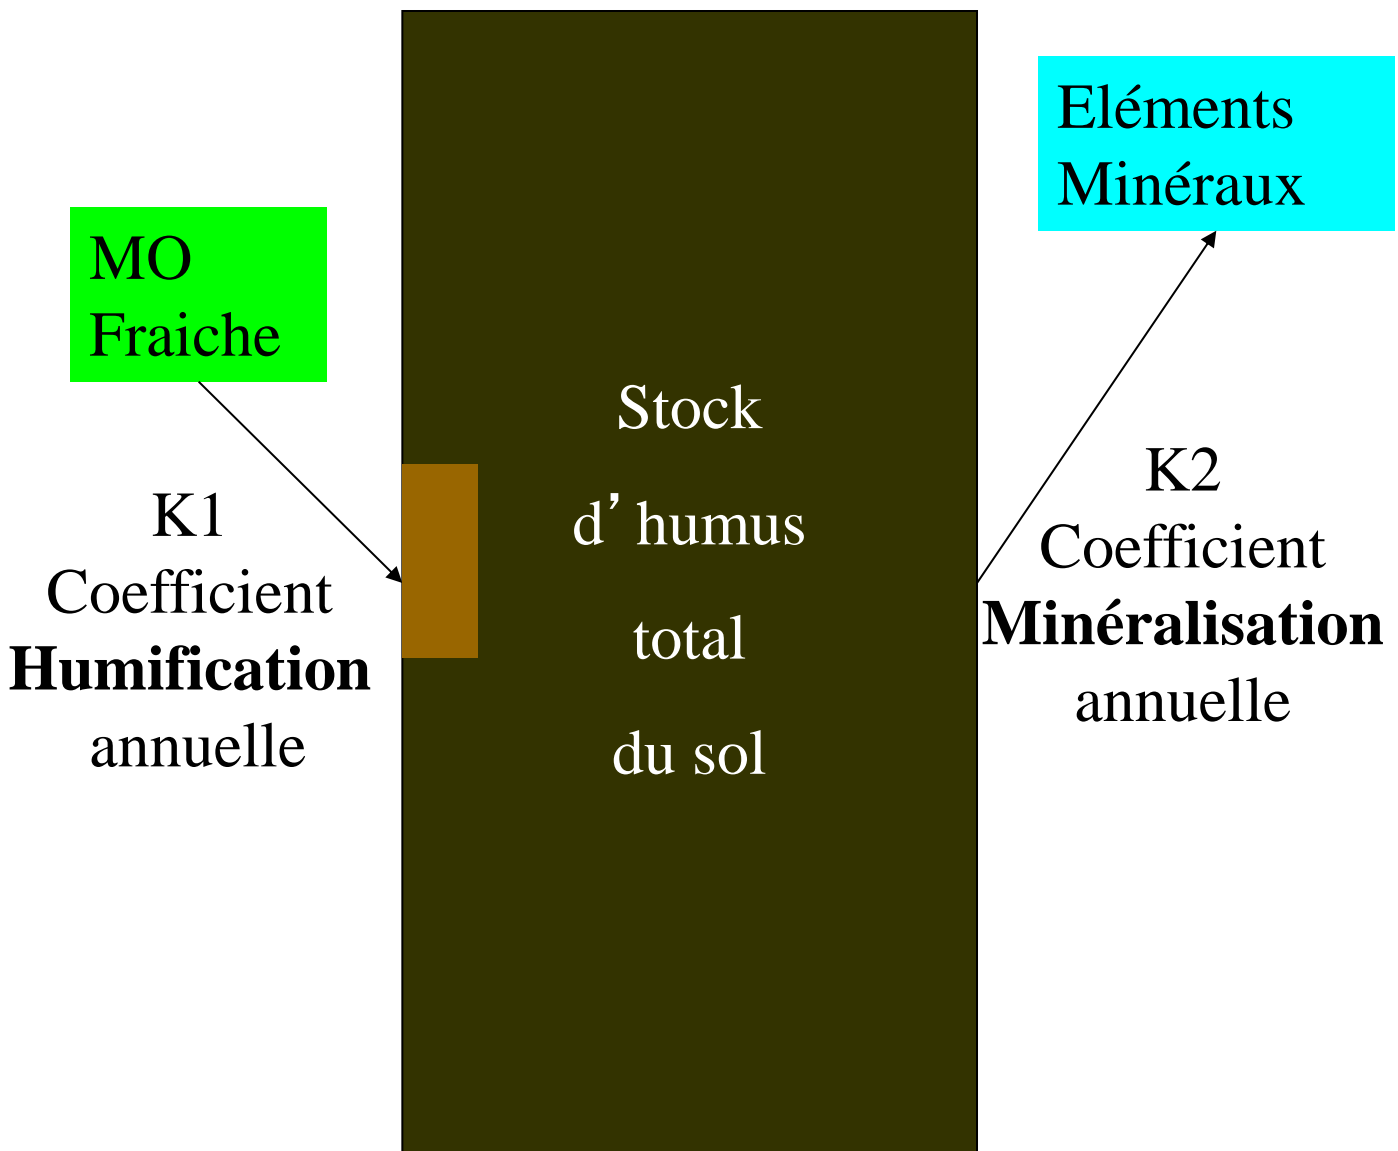 MO
Fraiche
K1
Coefficient
Humification
annuelle
Stock
d’ humus
total
du sol
Eléments
Minéraux
K2
Coefficient
Minéralisation
annuelle